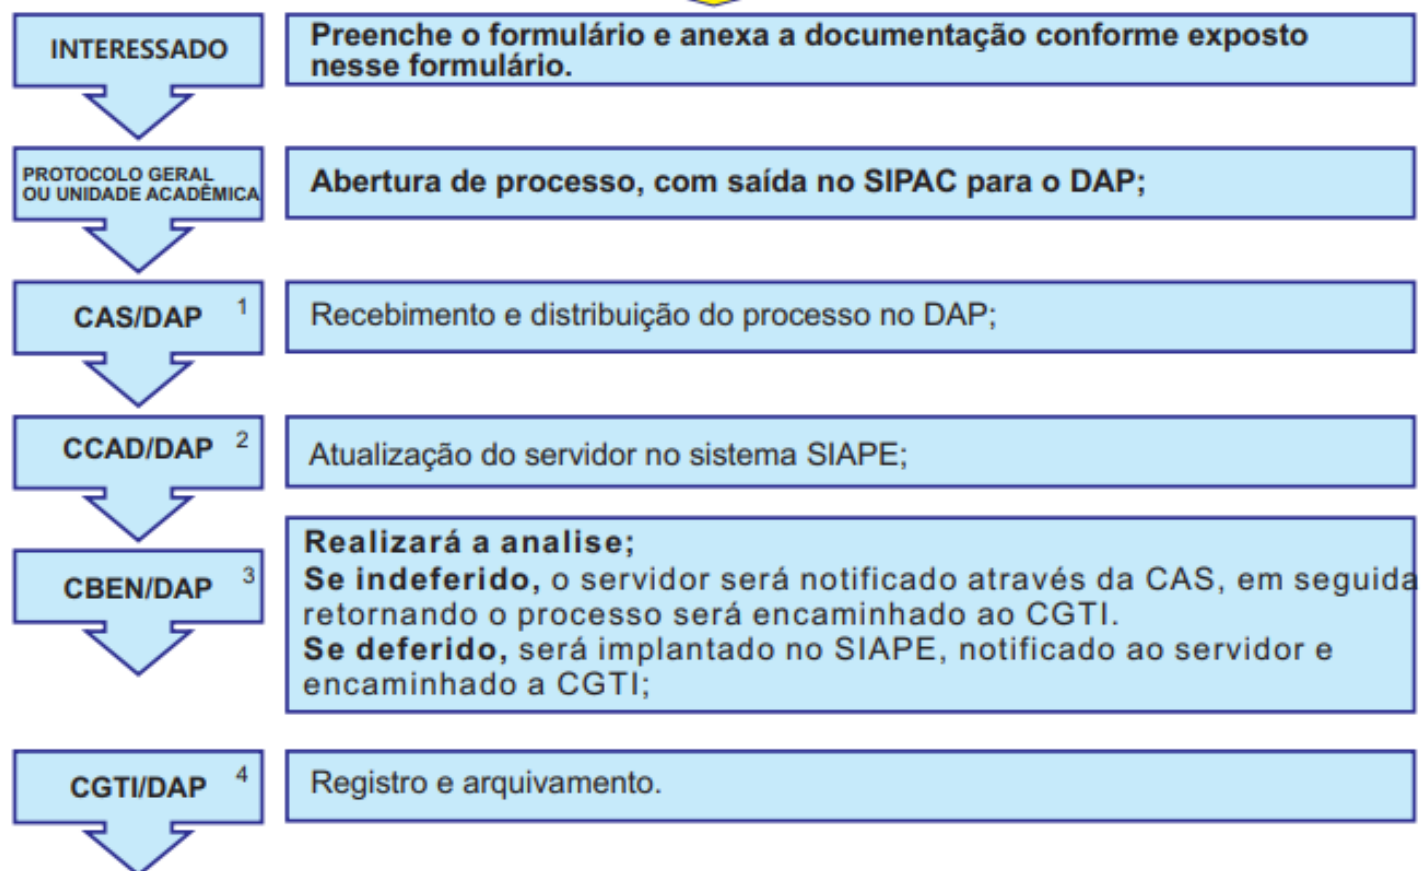 INTERESSADO
Preenche o formulário e anexa a documentação conforme exposto
nesse formulário.
PROTOCOLO GERAL
OU UNIDADE ACADÊMICA
Abertura de processo, com saída no SIPAC para o DAP;
CAS/DAP 1
Recebimento e distribuição do processo no DAP;
CCAD/DAP 2
Atualização do servidor no sistema SIAPE;
CBEN/DAP 3
Realizará a analise;
Se indeferido, o servidor será notificado através da CAS, em seguida
retornando o processo será encaminhado ao CGTI.
Se deferido, será implantado no SIAPE, notificado ao servidor e
encaminhado a CGTI;
CGTI/DAP 4
Registro e arquivamento.